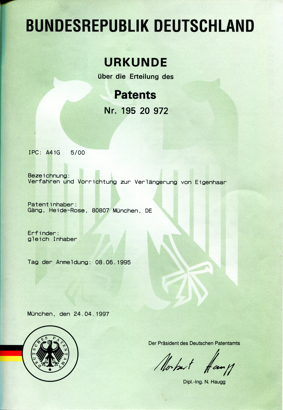 BUNDESREPUBLIK DEUTSCHLAND
URKUNDE
über die Erteilung des
Patents
Nr. 195 20 972
IPC: A41G 5/00
Bezeichnung:
Verfahren und Vorrichtung zur Verlängerung von Eigenhaar
Patentinhaber:
Gäng, Heide-Rose, 80807 München, DE
Erfinder:
gleich Inhaber
Tag der Anmeldung: 08.06.1995
München, den 24.04.1997
Der Präsident des Deutschen Patentamts
Norbert Haugg
Dipl.-Ing. N. Haugg